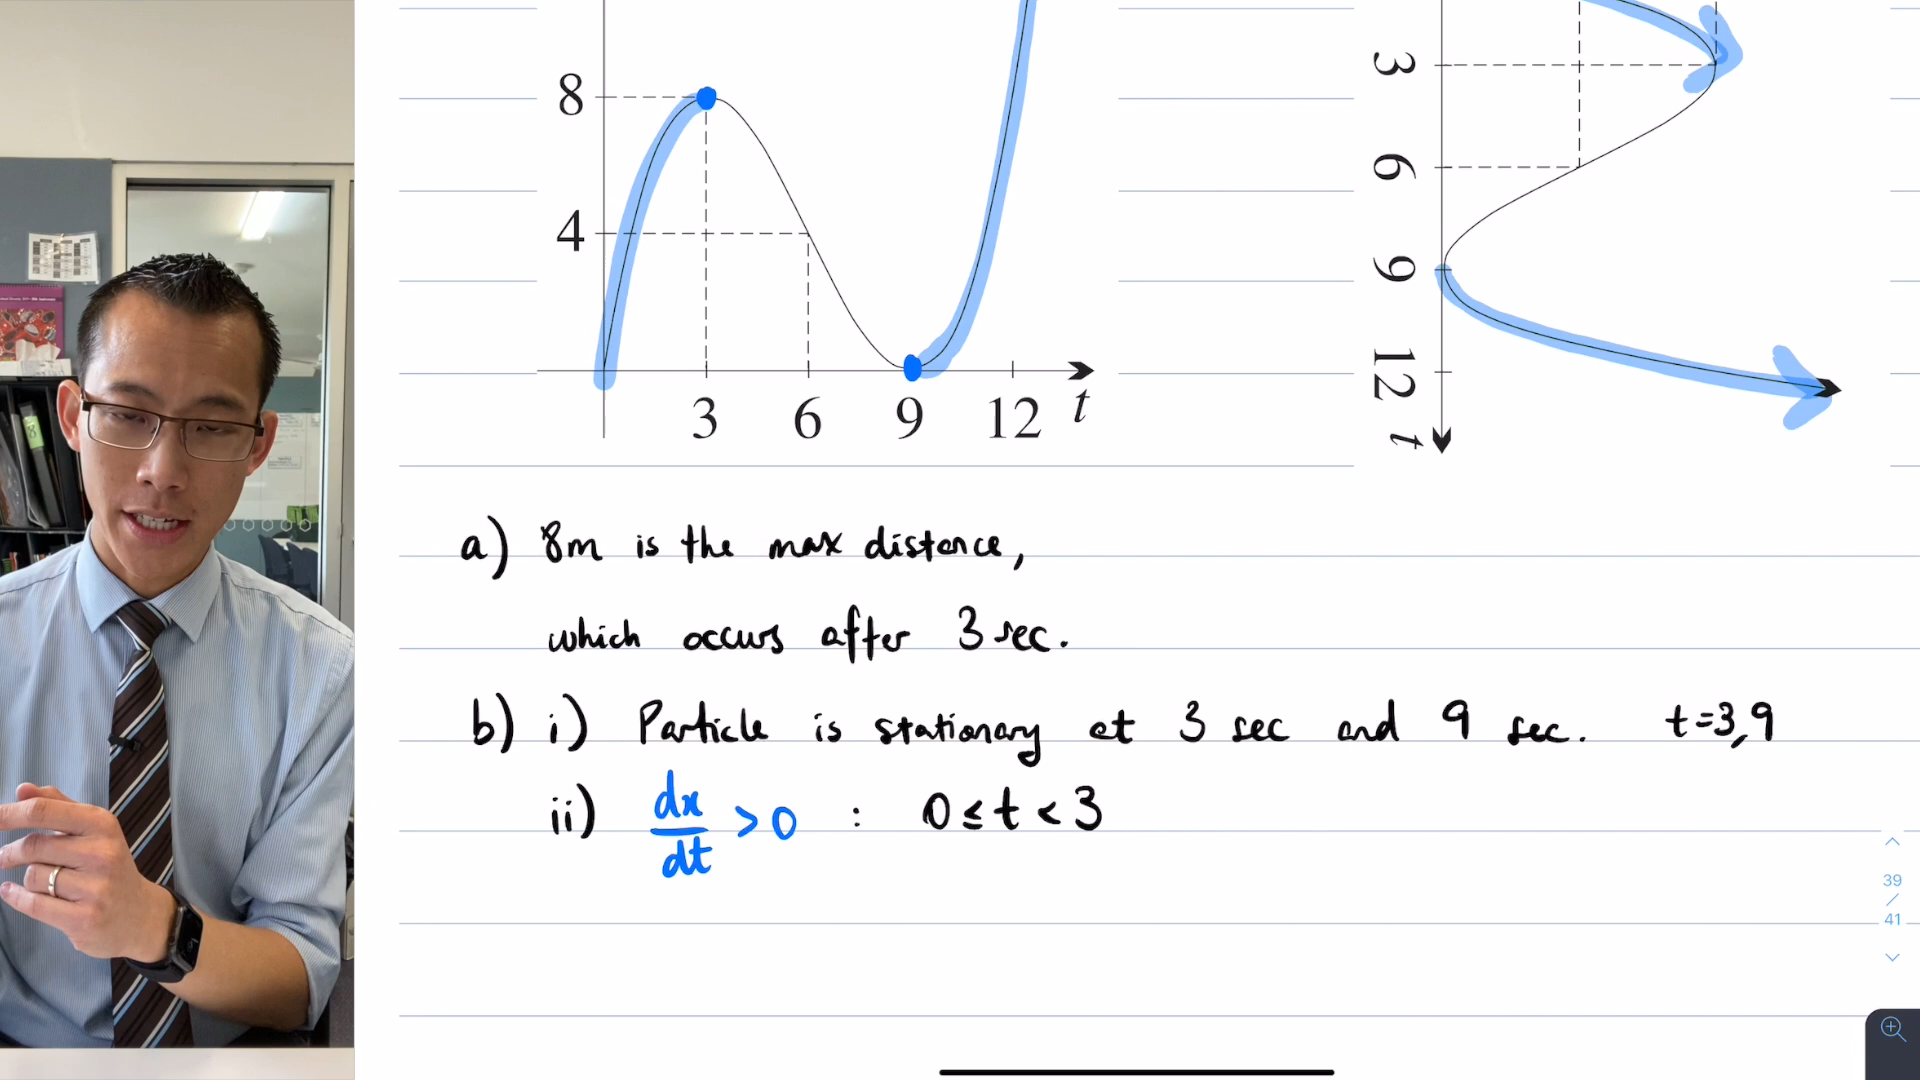 8
4
3
6
9
12
t
3
6
9
12
t
a) 8m is the max distance,
which occurs after 3 sec.
b) i) Particle is stationary at 3 sec and 9 sec. t=3,9
ii) dx/dt >0 : 0≤t<3
39
/
41